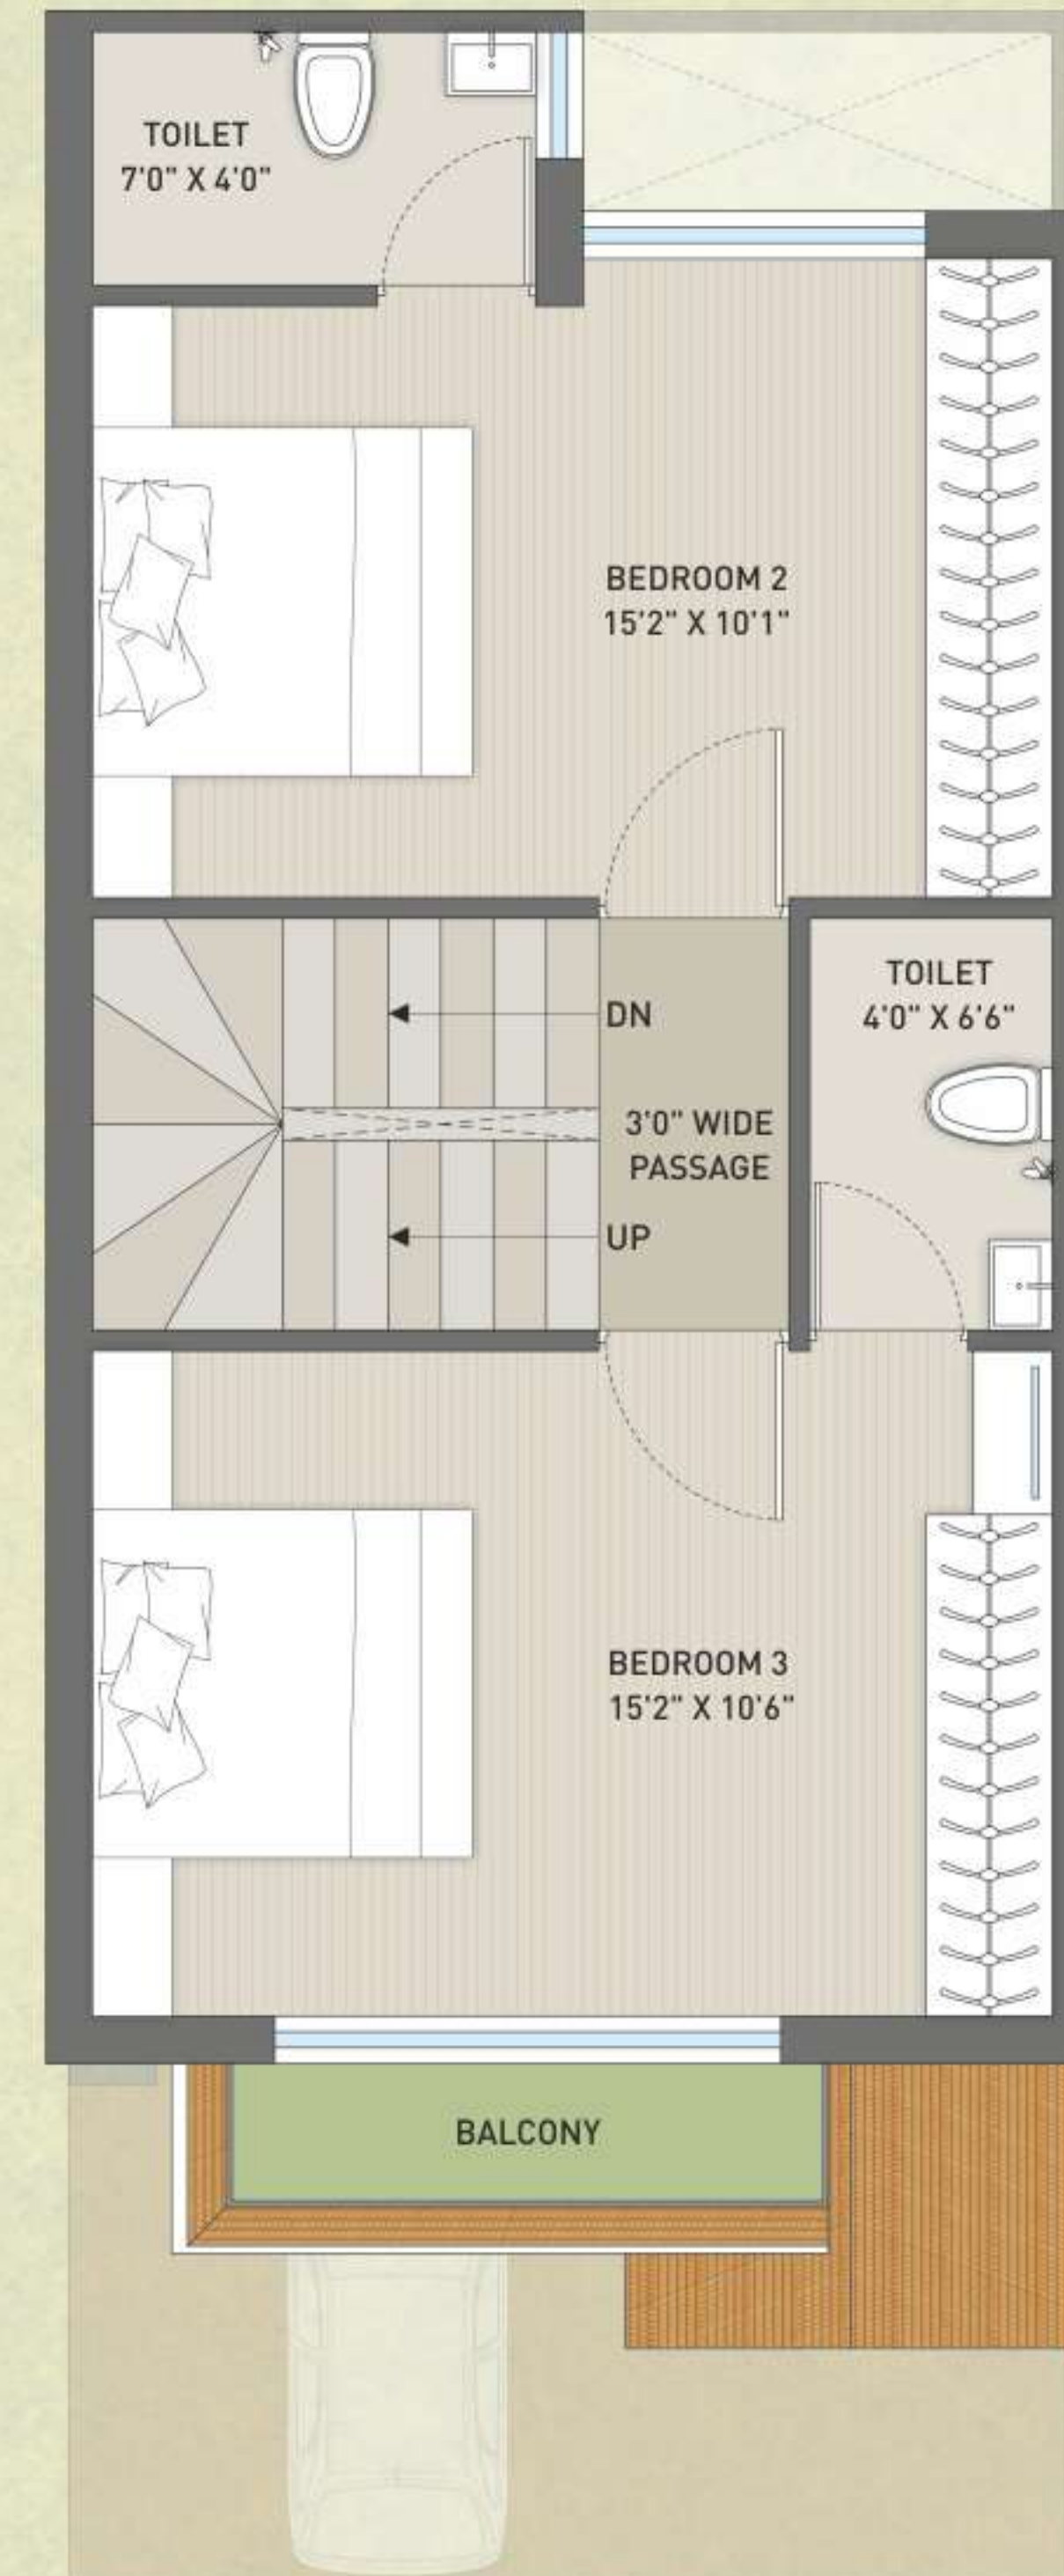 TOILET
7'0" X 4'0"
BEDROOM 2
15'2" X 10'1"
TOILET
4'0" X 6'6"
DN
3'0" WIDE
PASSAGE
UP
BEDROOM 3
15'2" X 10'6"
BALCONY